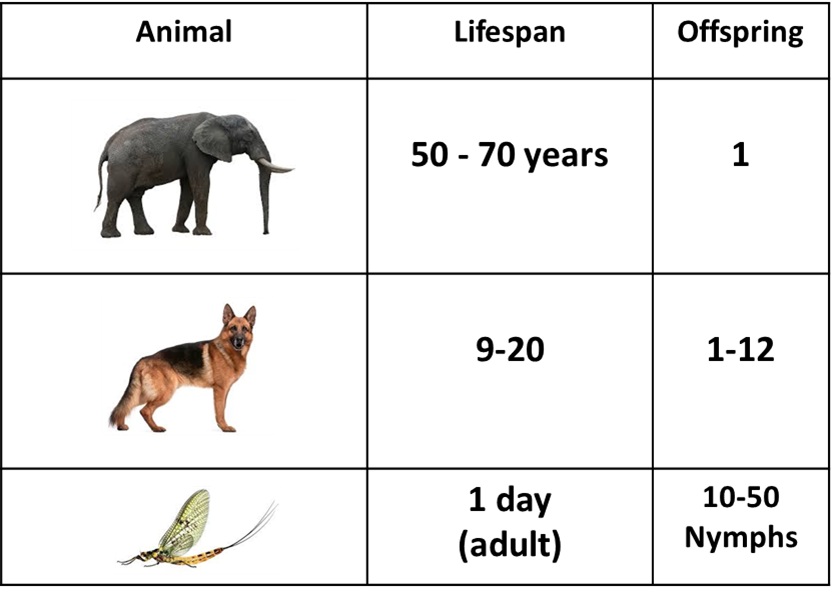 Animal Lifespan Offspring
50 - 70 years 1
9-20 1-12
1 day
(adult)
10-50
Nymphs